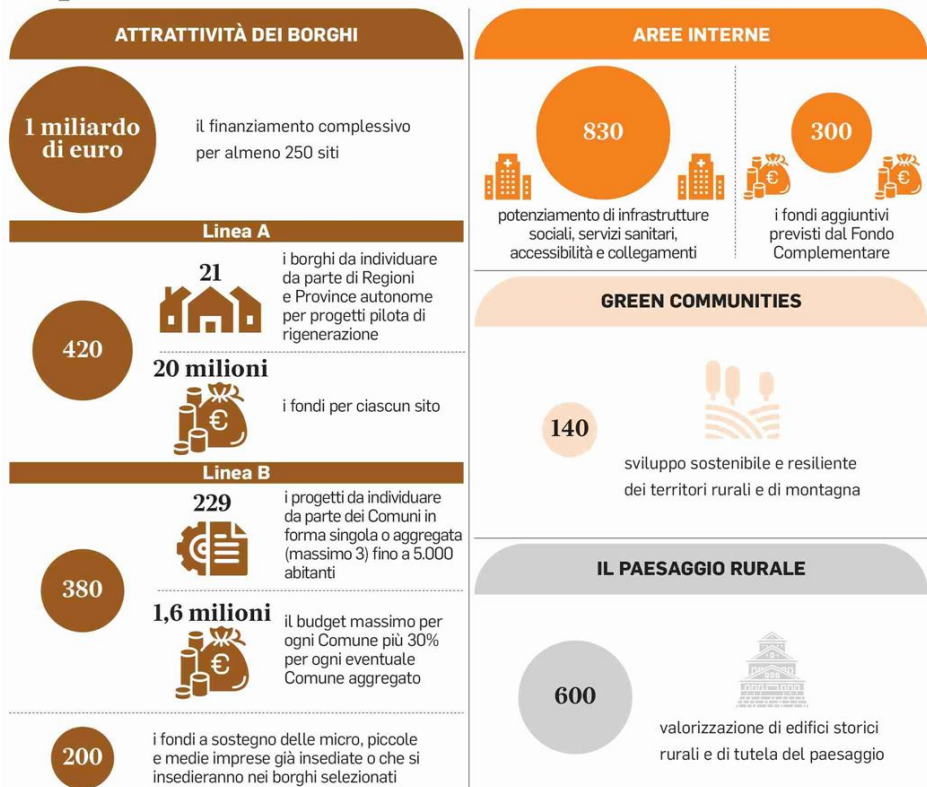 ATTRATTIVITÀ DEI BORGHI
1 miliardo
di euro
il finanziamento complessivo
per almeno 250 siti
Linea A
420
21
i borghi da individuare
da parte di Regioni
e Province autonome
per progetti pilota di
rigenerazione
20 milioni
€
i fondi per ciascun sito
Linea B
380
229
€
i progetti da individuare
da parte dei Comuni in
forma singola o aggregata
(massimo 3) fino a 5.000
abitanti
1,6 milioni
€
il budget massimo per
ogni Comune più 30%
per ogni eventuale
Comune aggregato
200
i fondi a sostegno delle micro, piccole
e medie imprese già insediate o che si
insedieranno nei borghi selezionati
AREE INTERNE
830
potenziamento di infrastrutture
sociali, servizi sanitari,
accessibilità e collegamenti
300
€
€
i fondi aggiuntivi
previsti dal Fondo
Complementare
GREEN COMMUNITIES
140
sviluppo sostenibile e resiliente
dei territori rurali e di montagna
IL PAESAGGIO RURALE
600
valorizzazione di edifici storici
rurali e di tutela del paesaggio